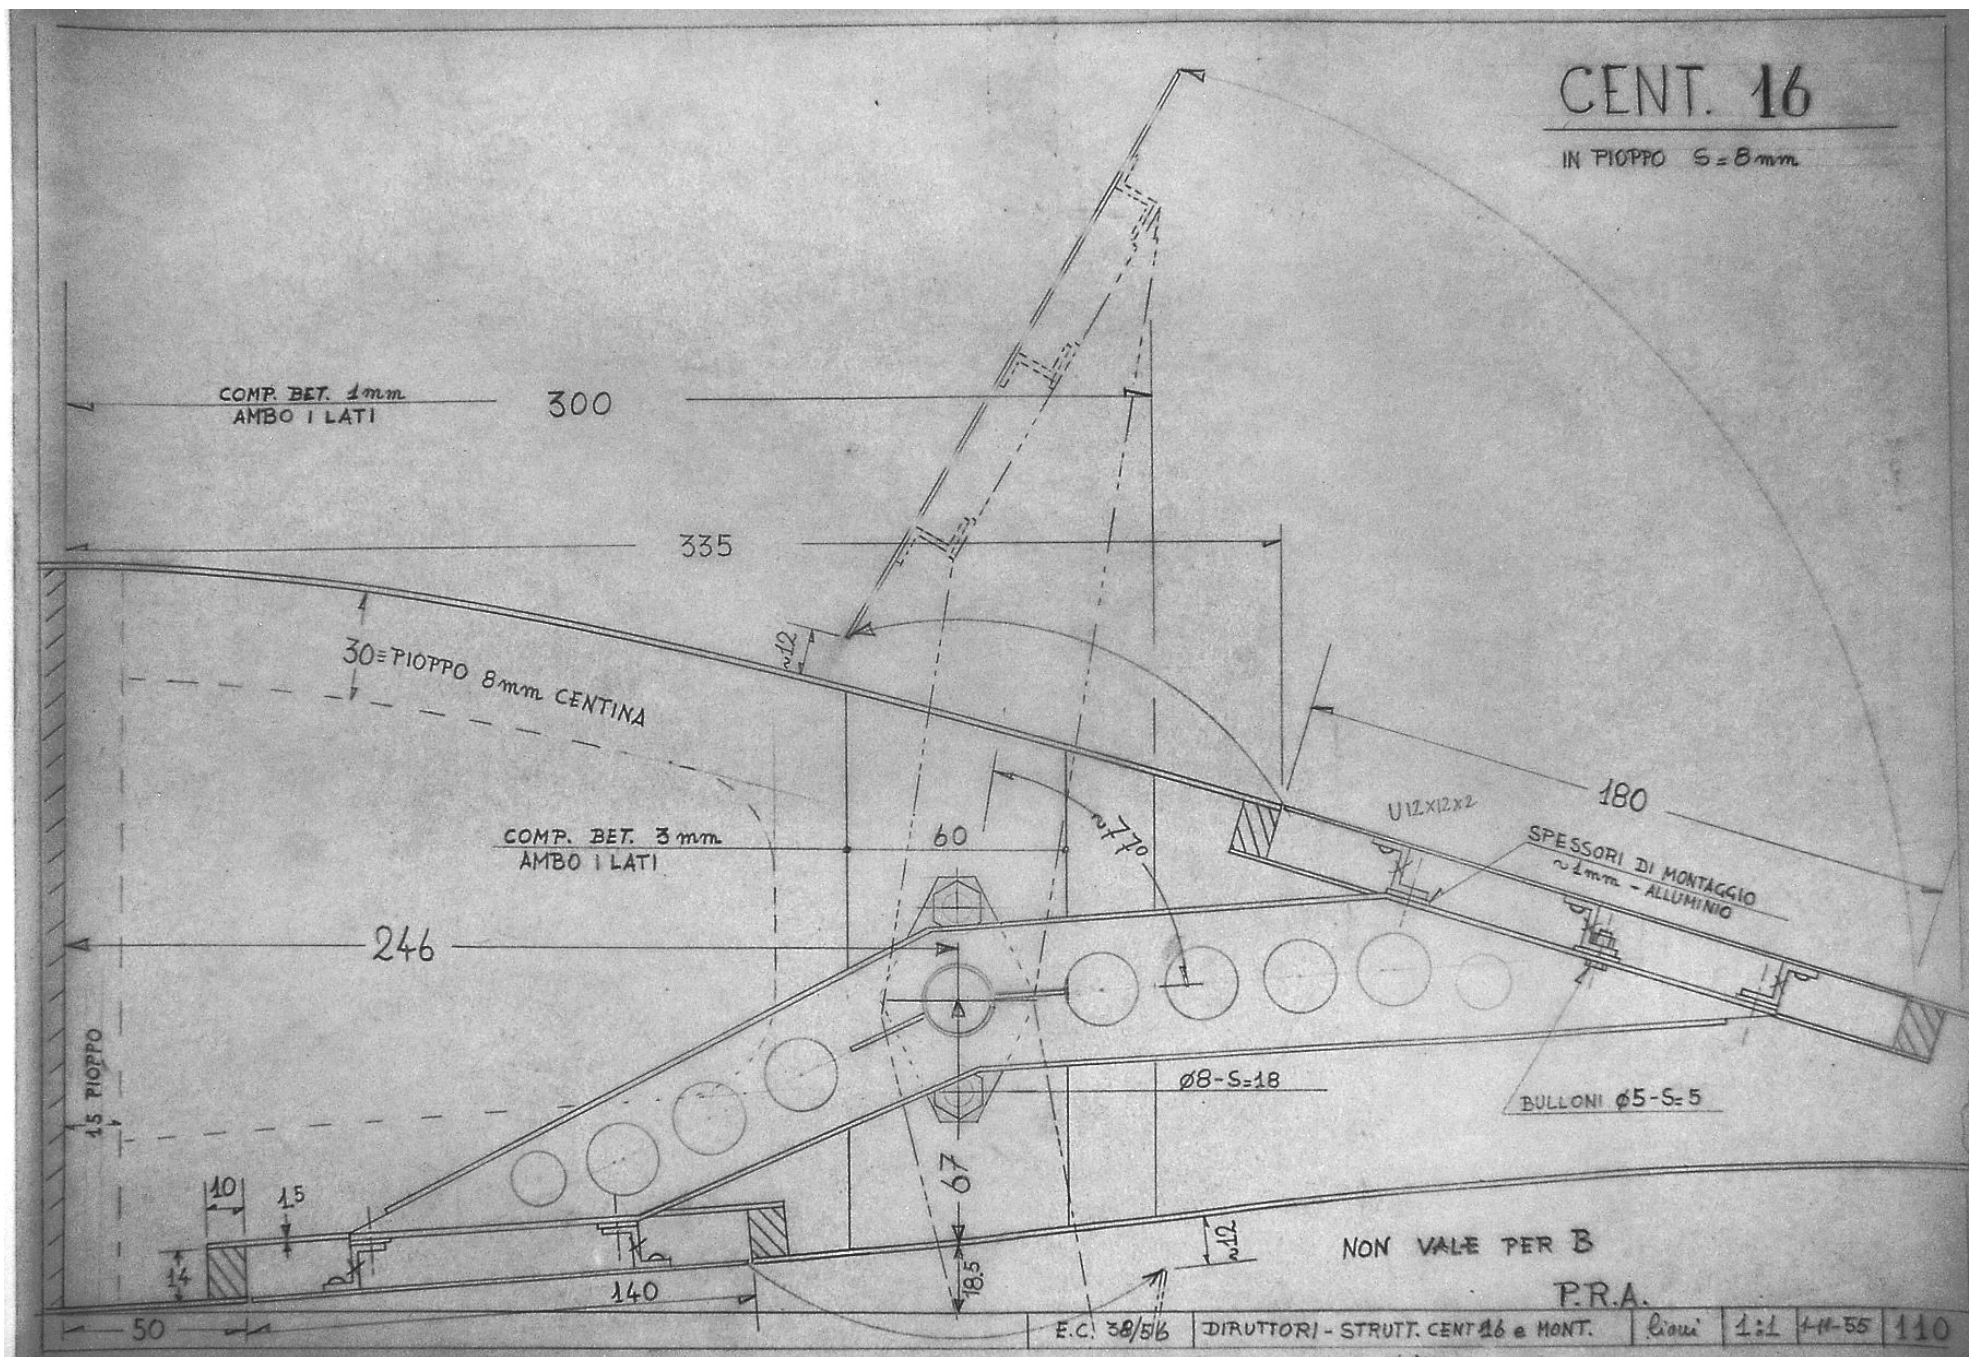 CENT. 16
IN PIOPPO S=8mm
COMP. BET. 1mm
AMBO I LATI
300
335
~12
30=PIOPPO 8mm CENTINA
180
U12x12x2
SPESSORI DI MONTAGGIO
~1mm - ALLUMINIO
COMP. BET. 3mm
AMBO I LATI
60
~77°
246
15 PIOPPO
Ø8-S=18
BULLONI Ø5-S=5
67
10
1.5
14
18.5
~12
140
50
NON VALE PER B
P.R.A.
E.C. 38/56
DIRUTTORI - STRUTT. CENT 16 e MONT.
1:1
1-11-55
110